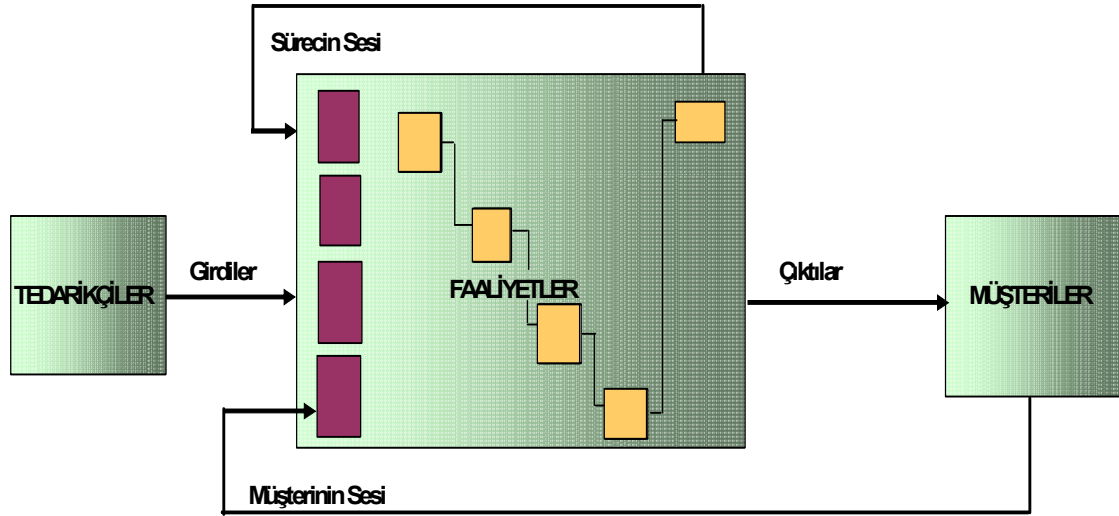 Sürecin Sesi
TEDARİKÇİLER
Girdiler
FAALİYETLER
Çıktılar
MÜŞTERİLER
Müşterinin Sesi